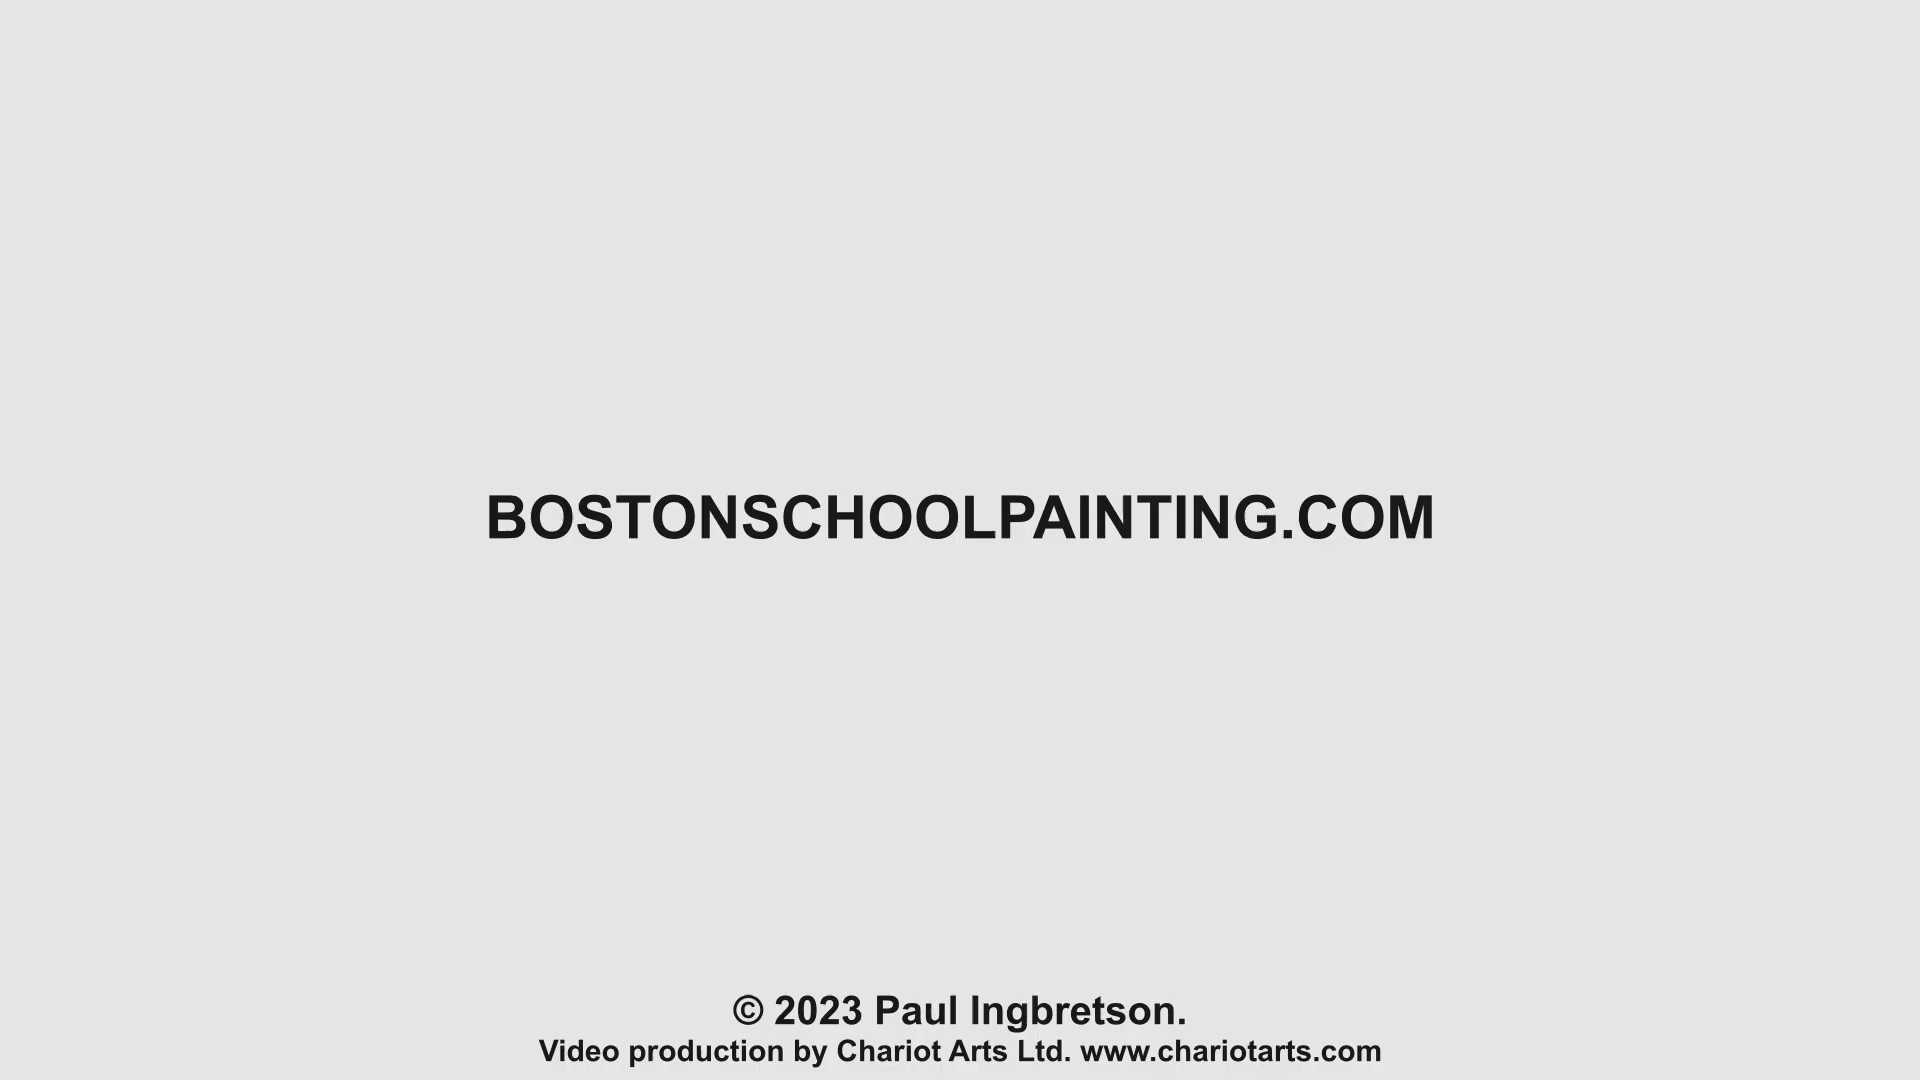 BOSTONSCHOOLPAINTING.COM
© 2023 Paul Ingbretson.
Video production by Chariot Arts Ltd. www.chariotarts.com